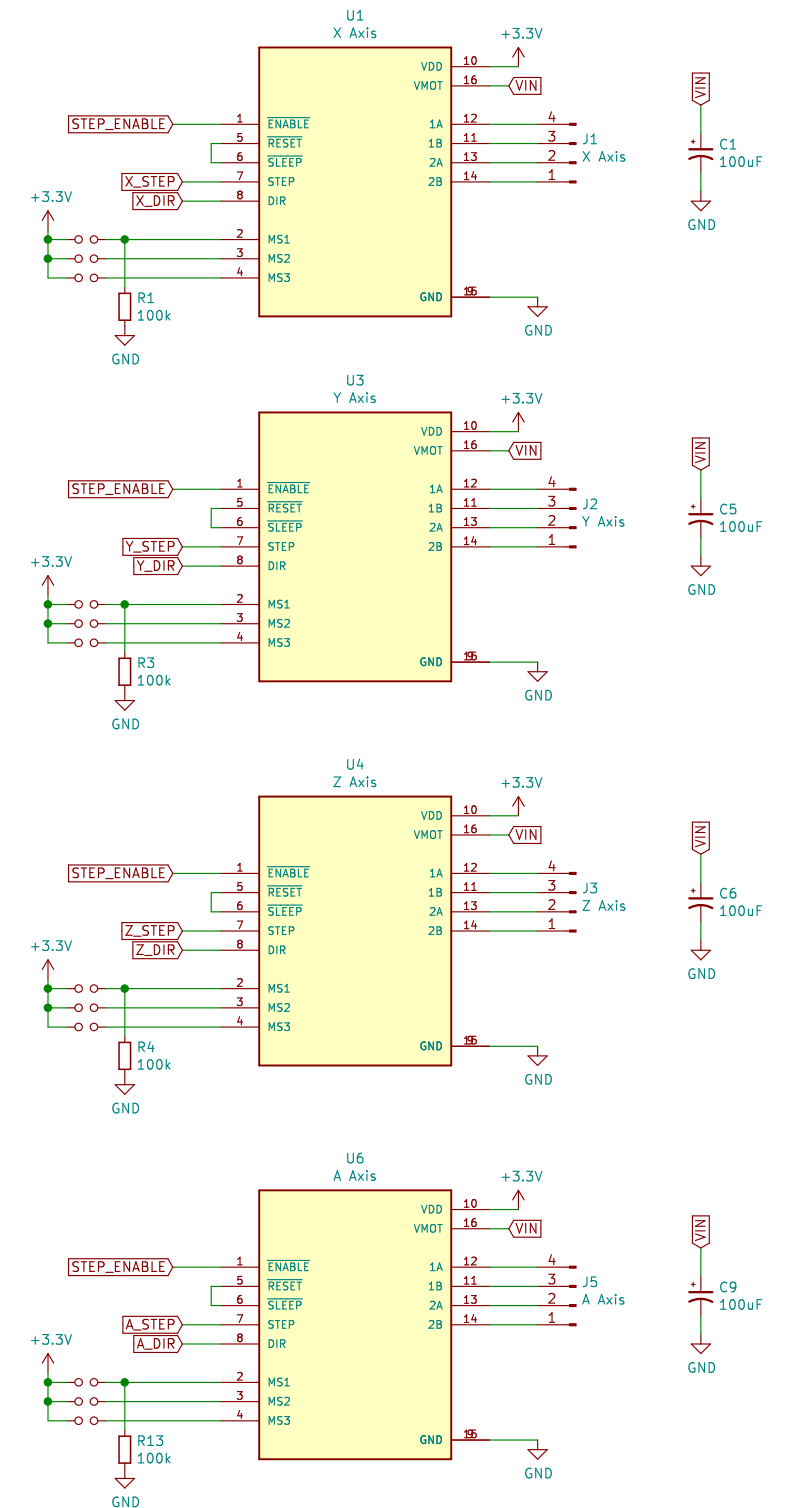 U1
X Axis
+3.3V
VDD 10
VMOT 16 VIN
VIN
STEP_ENABLE 1 ENABLE 1A 12 4
5 RESET 1B 11 3 J1
6 SLEEP 2A 13 2 X Axis
C1
100uF
X_STEP 7 STEP 2B 14 1
X_DIR 8 DIR
+3.3V
GND
2 MS1
3 MS2
4 MS3
R1
100k
GND
GND
GND
U3
Y Axis
+3.3V
VDD 10
VMOT 16 VIN
VIN
STEP_ENABLE 1 ENABLE 1A 12 4
5 RESET 1B 11 3 J2
6 SLEEP 2A 13 2 Y Axis
C5
100uF
Y_STEP 7 STEP 2B 14 1
Y_DIR 8 DIR
+3.3V
GND
2 MS1
3 MS2
4 MS3
R3
100k
GND
GND
GND
U4
Z Axis
+3.3V
VDD 10
VMOT 16 VIN
VIN
STEP_ENABLE 1 ENABLE 1A 12 4
5 RESET 1B 11 3 J3
6 SLEEP 2A 13 2 Z Axis
C6
100uF
Z_STEP 7 STEP 2B 14 1
Z_DIR 8 DIR
+3.3V
GND
2 MS1
3 MS2
4 MS3
R4
100k
GND
GND
GND
U6
A Axis
+3.3V
VDD 10
VMOT 16 VIN
VIN
STEP_ENABLE 1 ENABLE 1A 12 4
5 RESET 1B 11 3 J5
6 SLEEP 2A 13 2 A Axis
C9
100uF
A_STEP 7 STEP 2B 14 1
A_DIR 8 DIR
+3.3V
GND
2 MS1
3 MS2
4 MS3
R13
100k
GND
GND
GND